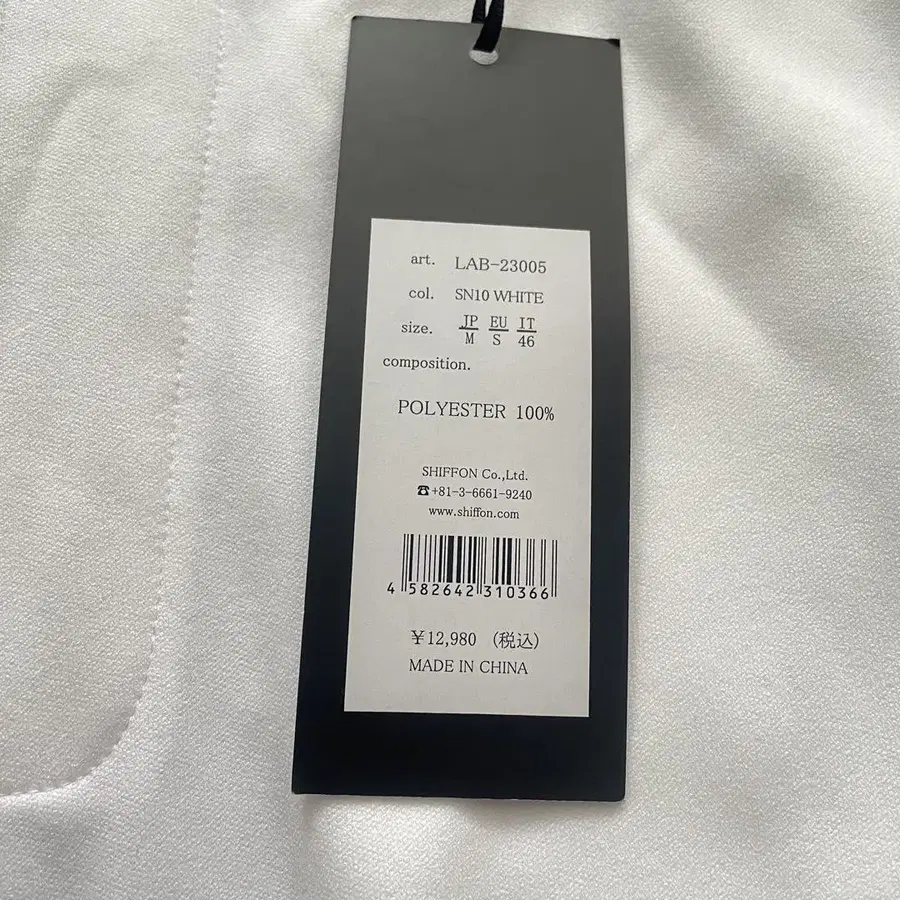 art. LAB-23005
col. SN10 WHITE
size. JP EU IT
M S 46
composition.
POLYESTER 100%
SHIFFON Co.,Ltd.
☎+81-3-6661-9240
www.shiffon.com
4 582642 310366
¥12,980 (税込)
MADE IN CHINA